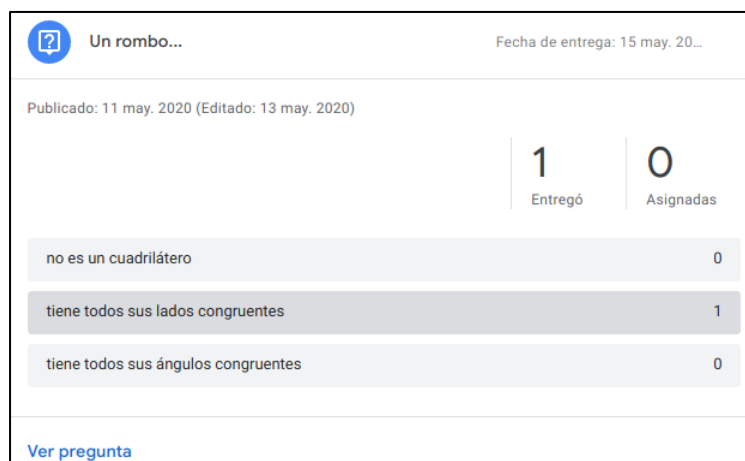 Un rombo...
Fecha de entrega: 15 may. 20...
Publicado: 11 may. 2020 (Editado: 13 may. 2020)
1
0
Entregó
Asignadas
no es un cuadrilátero 0
tiene todos sus lados congruentes 1
tiene todos sus ángulos congruentes 0
Ver pregunta